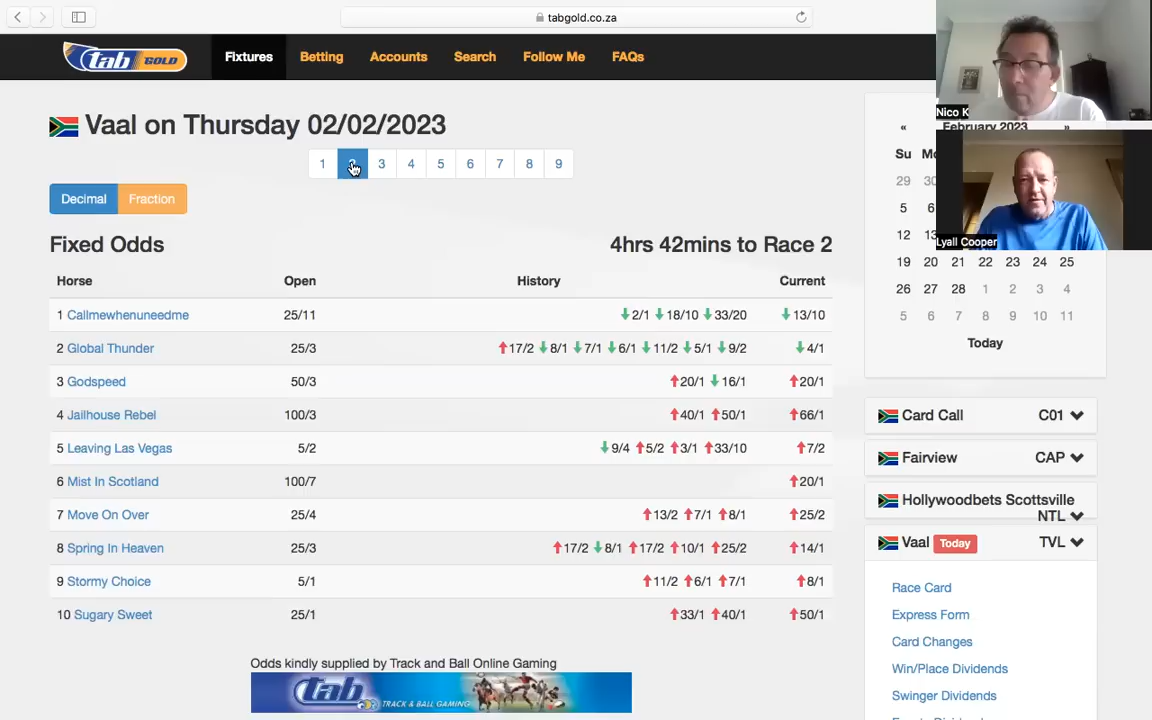 tabgold.co.za
tab GOLD
Fixtures
Betting
Accounts
Search
Follow Me
FAQs
Nico K
Lyall Cooper
Vaal on Thursday 02/02/2023
1 2 3 4 5 6 7 8 9
Decimal Fraction
Fixed Odds
4hrs 42mins to Race 2
Horse Open History Current
1 Callmewhenuneedme 25/11 2/1 18/10 33/20 13/10
2 Global Thunder 25/3 17/2 8/1 7/1 6/1 11/2 5/1 9/2 4/1
3 Godspeed 50/3 20/1 16/1 20/1
4 Jailhouse Rebel 100/3 40/1 50/1 66/1
5 Leaving Las Vegas 5/2 9/4 5/2 3/1 33/10 7/2
6 Mist In Scotland 100/7 20/1
7 Move On Over 25/4 13/2 7/1 8/1 25/2
8 Spring In Heaven 25/3 17/2 8/1 17/2 10/1 25/2 14/1
9 Stormy Choice 5/1 11/2 6/1 7/1 8/1
10 Sugary Sweet 25/1 33/1 40/1 50/1
Odds kindly supplied by Track and Ball Online Gaming
tab TRACK & BALL GAMING
« February 2023 »
Su
29
5 6
12
19 20 21 22 23 24 25
26 27 28 1 2 3 4
5 6 7 8 9 10 11
Today
Card Call C01
Fairview CAP
Hollywoodbets Scottsville
NTL
Vaal Today TVL
Race Card
Express Form
Card Changes
Win/Place Dividends
Swinger Dividends